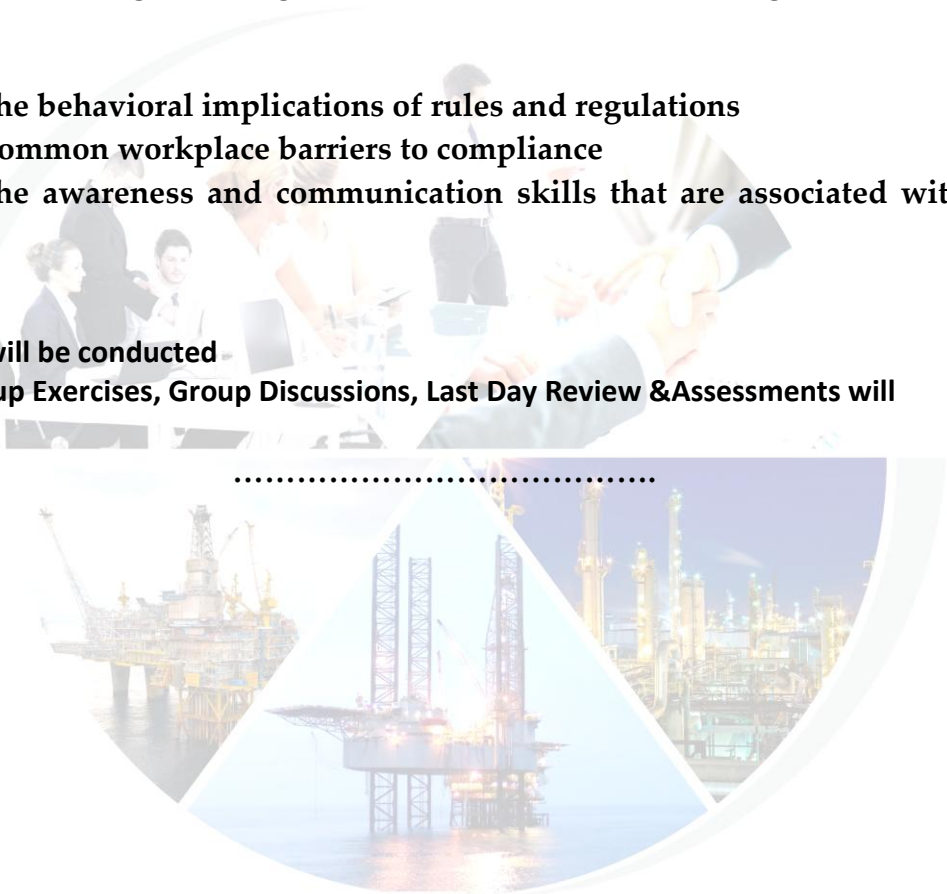 he behavioral implications of rules and regulations
ommon workplace barriers to compliance
he awareness and communication skills that are associated wit
will be conducted
up Exercises, Group Discussions, Last Day Review &Assessments will
…………………………………..